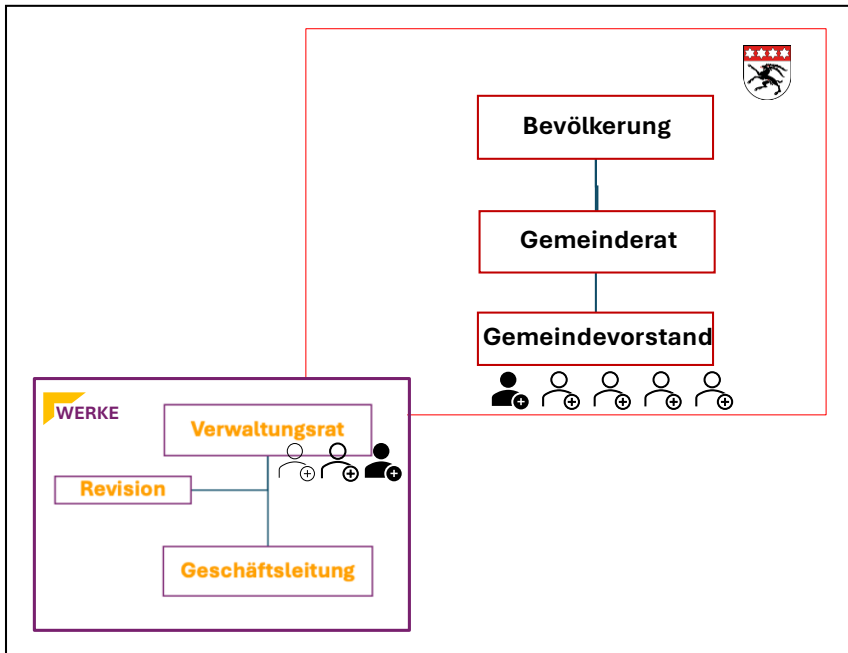 Bevölkerung
Gemeinderat
Gemeindevorstand
WERKE
Verwaltungsrat
Revision
Geschäftsleitung